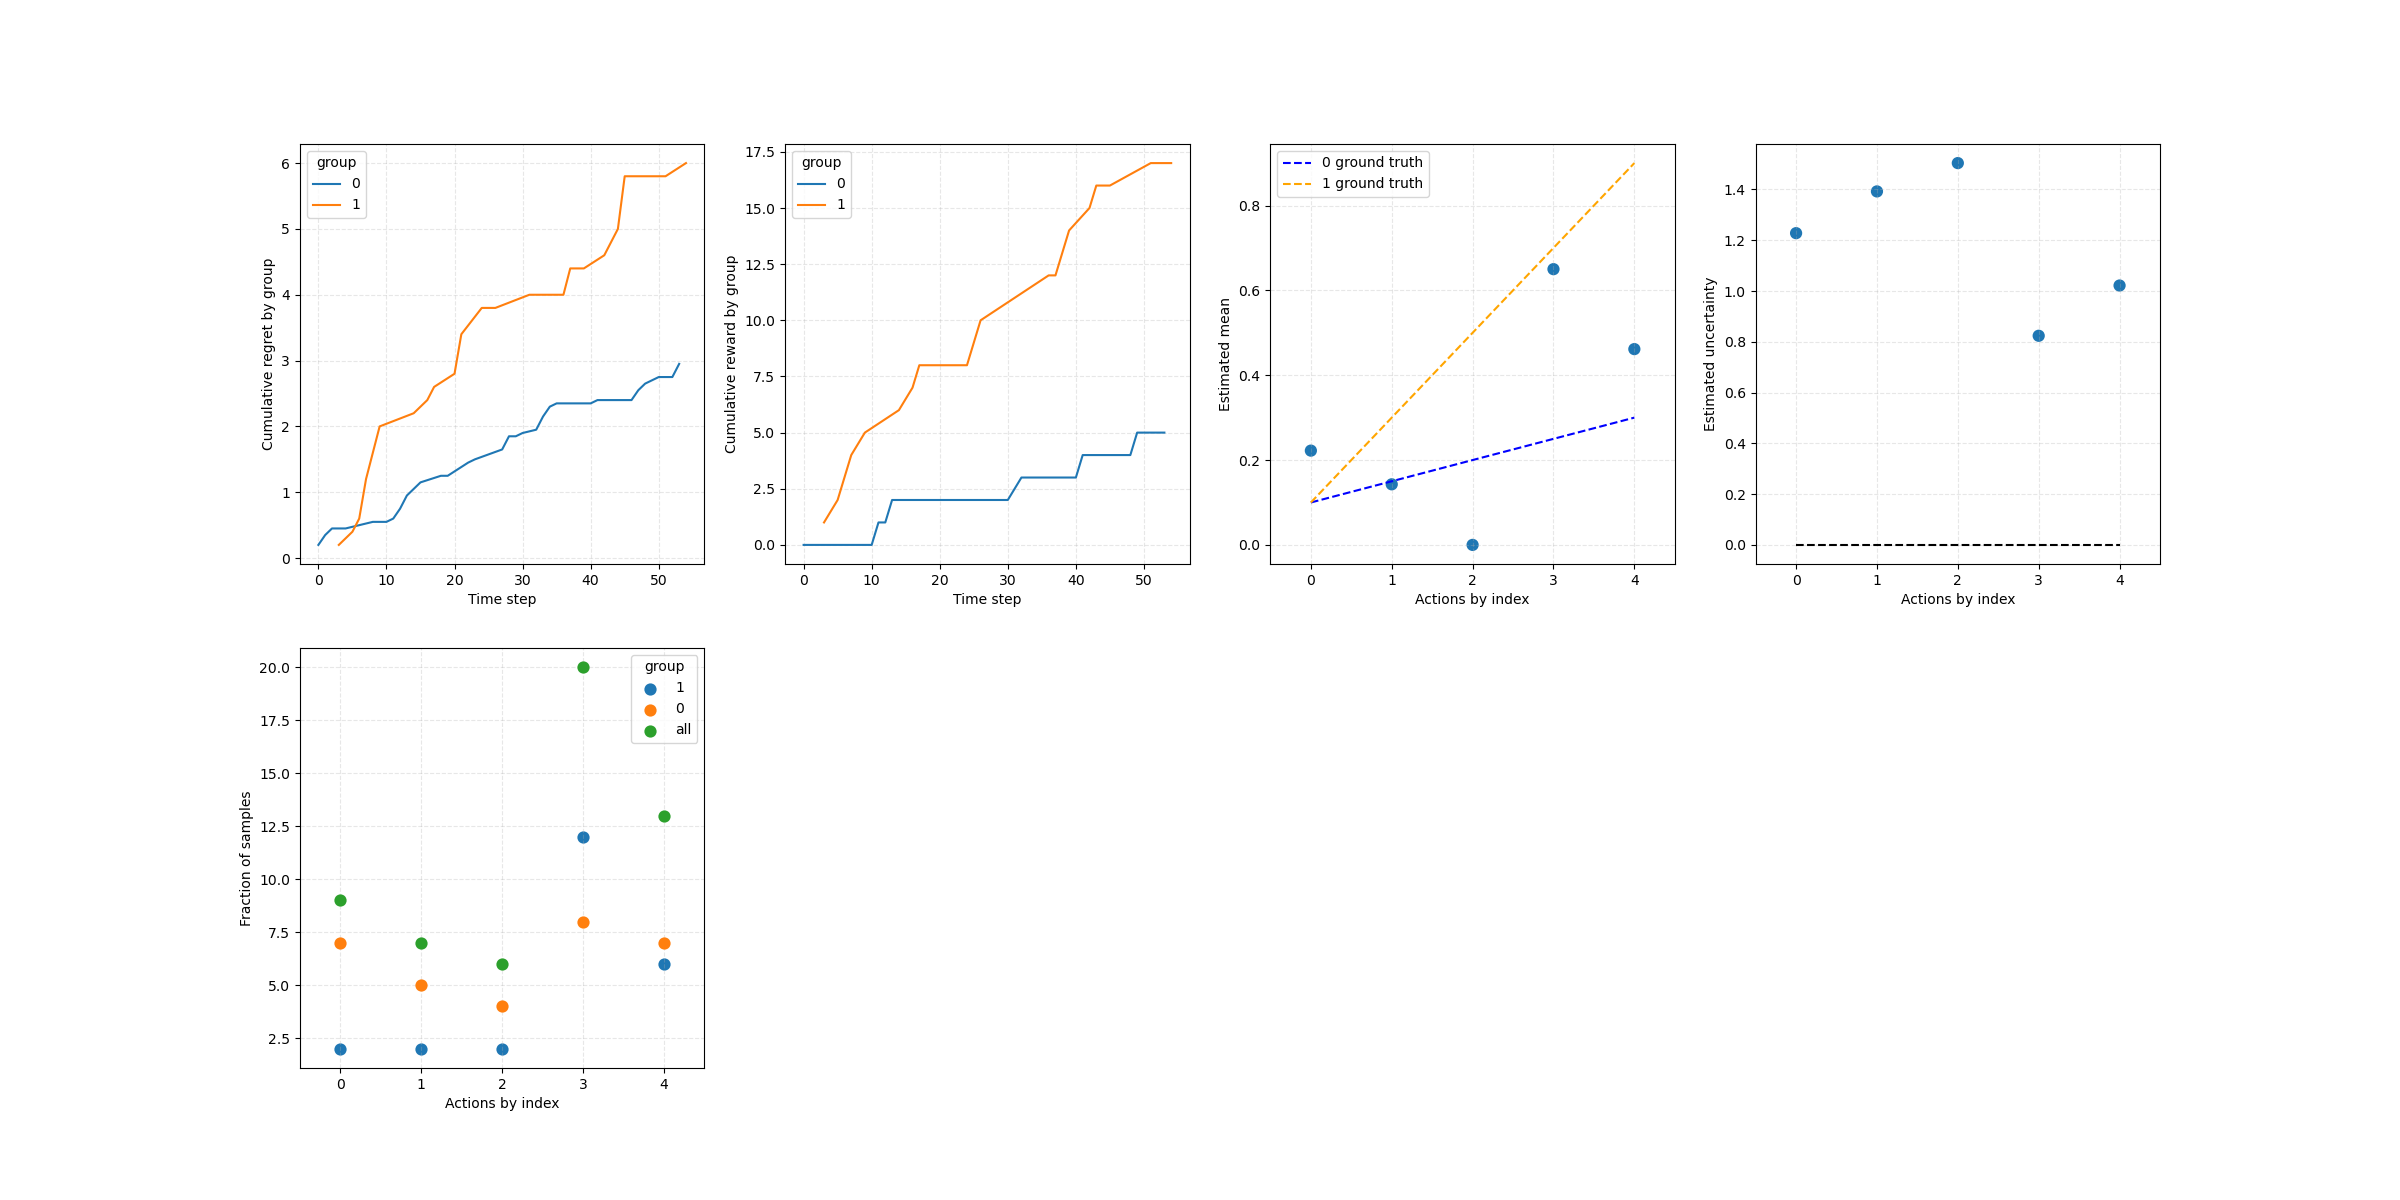 group
0
1
6
5
4
3
2
1
0
Cumulative regret by group
0 10 20 30 40 50
Time step
group
0
1
17.5
15.0
12.5
10.0
7.5
5.0
2.5
0.0
Cumulative reward by group
0 10 20 30 40 50
Time step
0 ground truth
1 ground truth
0.8
0.6
0.4
0.2
0.0
Estimated mean
0 1 2 3 4
Actions by index
1.4
1.2
1.0
0.8
0.6
0.4
0.2
0.0
Estimated uncertainty
0 1 2 3 4
Actions by index
group
1
0
all
20.0
17.5
15.0
12.5
10.0
7.5
5.0
2.5
Fraction of samples
0 1 2 3 4
Actions by index